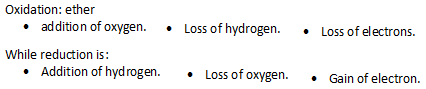 Oxidation: ether
• addition of oxygen. • Loss of hydrogen. • Loss of electrons.
While reduction is:
• Addition of hydrogen. • Loss of oxygen. • Gain of electron.